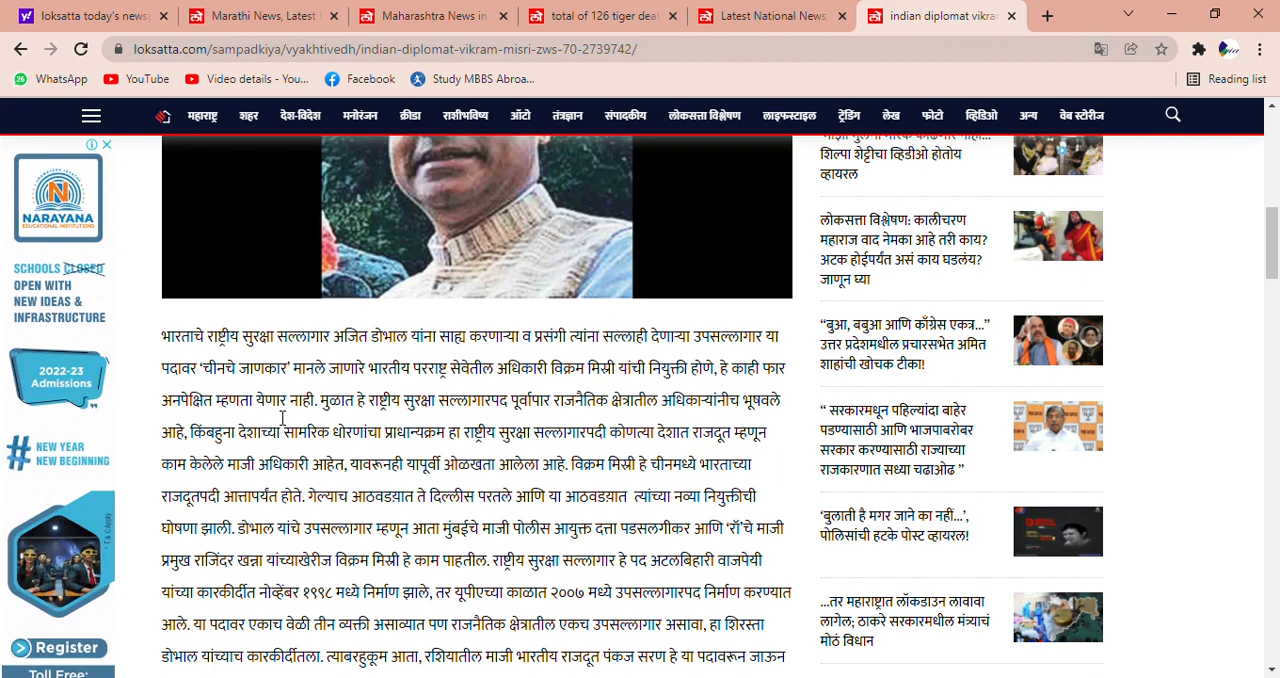 loksatta today's newsp
Marathi News, Latest
Maharashtra News in
total of 126 tiger deat
Latest National News,
indian diplomat vikra
loksatta.com/sampadkiya/vyakhtivedh/indian-diplomat-vikram-misri-zws-70-2739742/
26 WhatsApp
YouTube
Video details - You...
Facebook
Study MBBS Abroa...
Reading list
महाराष्ट्र
शहर
देश-विदेश
मनोरंजन
क्रीडा
राशीभविष्य
ऑटो
तंत्रज्ञान
संपादकीय
लोकसत्ता विश्लेषण
लाइफस्टाइल
ट्रेंडिंग
लेख
फोटो
व्हिडिओ
अन्य
वेब स्टोरीज
N
NARAYANA
EDUCATIONAL INSTITUTIONS
SCHOOLS CLOSED
OPEN WITH
NEW IDEAS &
INFRASTRUCTURE
2022-23
Admissions
# NEW YEAR
NEW BEGINNING
* T & C Apply
Register
Toll Free:
भारताचे राष्ट्रीय सुरक्षा सल्लागार अजित डोभाल यांना साह्य करणाऱ्या व प्रसंगी त्यांना सल्लाही देणाऱ्या उपसल्लागार या
पदावर ‘चीनचे जाणकार’ मानले जाणारे भारतीय परराष्ट्र सेवेतील अधिकारी विक्रम मिस्री यांची नियुक्ती होणे, हे काही फार
अनपेक्षित म्हणता येणार नाही. मुळात हे राष्ट्रीय सुरक्षा सल्लागारपद पूर्वापार राजनैतिक क्षेत्रातील अधिकाऱ्यांनीच भूषवले
आहे, किंबहुना देशाच्या सामरिक धोरणांचा प्राधान्यक्रम हा राष्ट्रीय सुरक्षा सल्लागारपदी कोणत्या देशात राजदूत म्हणून
काम केलेले माजी अधिकारी आहेत, यावरूनही यापूर्वी ओळखता आलेला आहे. विक्रम मिस्री हे चीनमध्ये भारताच्या
राजदूतपदी आत्तापर्यंत होते. गेल्याच आठवडय़ात ते दिल्लीस परतले आणि या आठवडय़ात त्यांच्या नव्या नियुक्तीची
घोषणा झाली. डोभाल यांचे उपसल्लागार म्हणून आता मुंबईचे माजी पोलीस आयुक्त दत्ता पडसलगीकर आणि ‘रॉ’चे माजी
प्रमुख राजिंदर खन्ना यांच्याखेरीज विक्रम मिस्री हे काम पाहतील. राष्ट्रीय सुरक्षा सल्लागार हे पद अटलबिहारी वाजपेयी
यांच्या कारकीर्दीत नोव्हेंबर १९९८ मध्ये निर्माण झाले, तर यूपीएच्या काळात २००७ मध्ये उपसल्लागारपद निर्माण करण्यात
आले. या पदावर एकाच वेळी तीन व्यक्ती असाव्यात पण राजनैतिक क्षेत्रातील एकच उपसल्लागार असावा, हा शिरस्ता
डोभाल यांच्याच कारकीर्दीतला. त्याबरहुकूम आता, रशियातील माजी भारतीय राजदूत पंकज सरण हे या पदावरून जाऊन
शिल्पा शेट्टीचा व्हिडीओ होतोय
व्हायरल
लोकसत्ता विश्लेषण: कालीचरण
महाराज वाद नेमका आहे तरी काय?
अटक होईपर्यंत असं काय घडलंय?
जाणून घ्या
“बुआ, बबुआ आणि काँग्रेस एकत्र…”
उत्तर प्रदेशमधील प्रचारसभेत अमित
शाहांची खोचक टीका!
“ सरकारमधून पहिल्यांदा बाहेर
पडण्यासाठी आणि भाजपाबरोबर
सरकार करण्यासाठी राज्याच्या
राजकारणात सध्या चढाओढ ”
‘बुलाती है मगर जाने का नहीं…’,
पोलिसांची हटके पोस्ट व्हायरल!
…तर महाराष्ट्रात लॉकडाउन लावावा
लागेल; ठाकरे सरकारमधील मंत्र्याचं
मोठं विधान